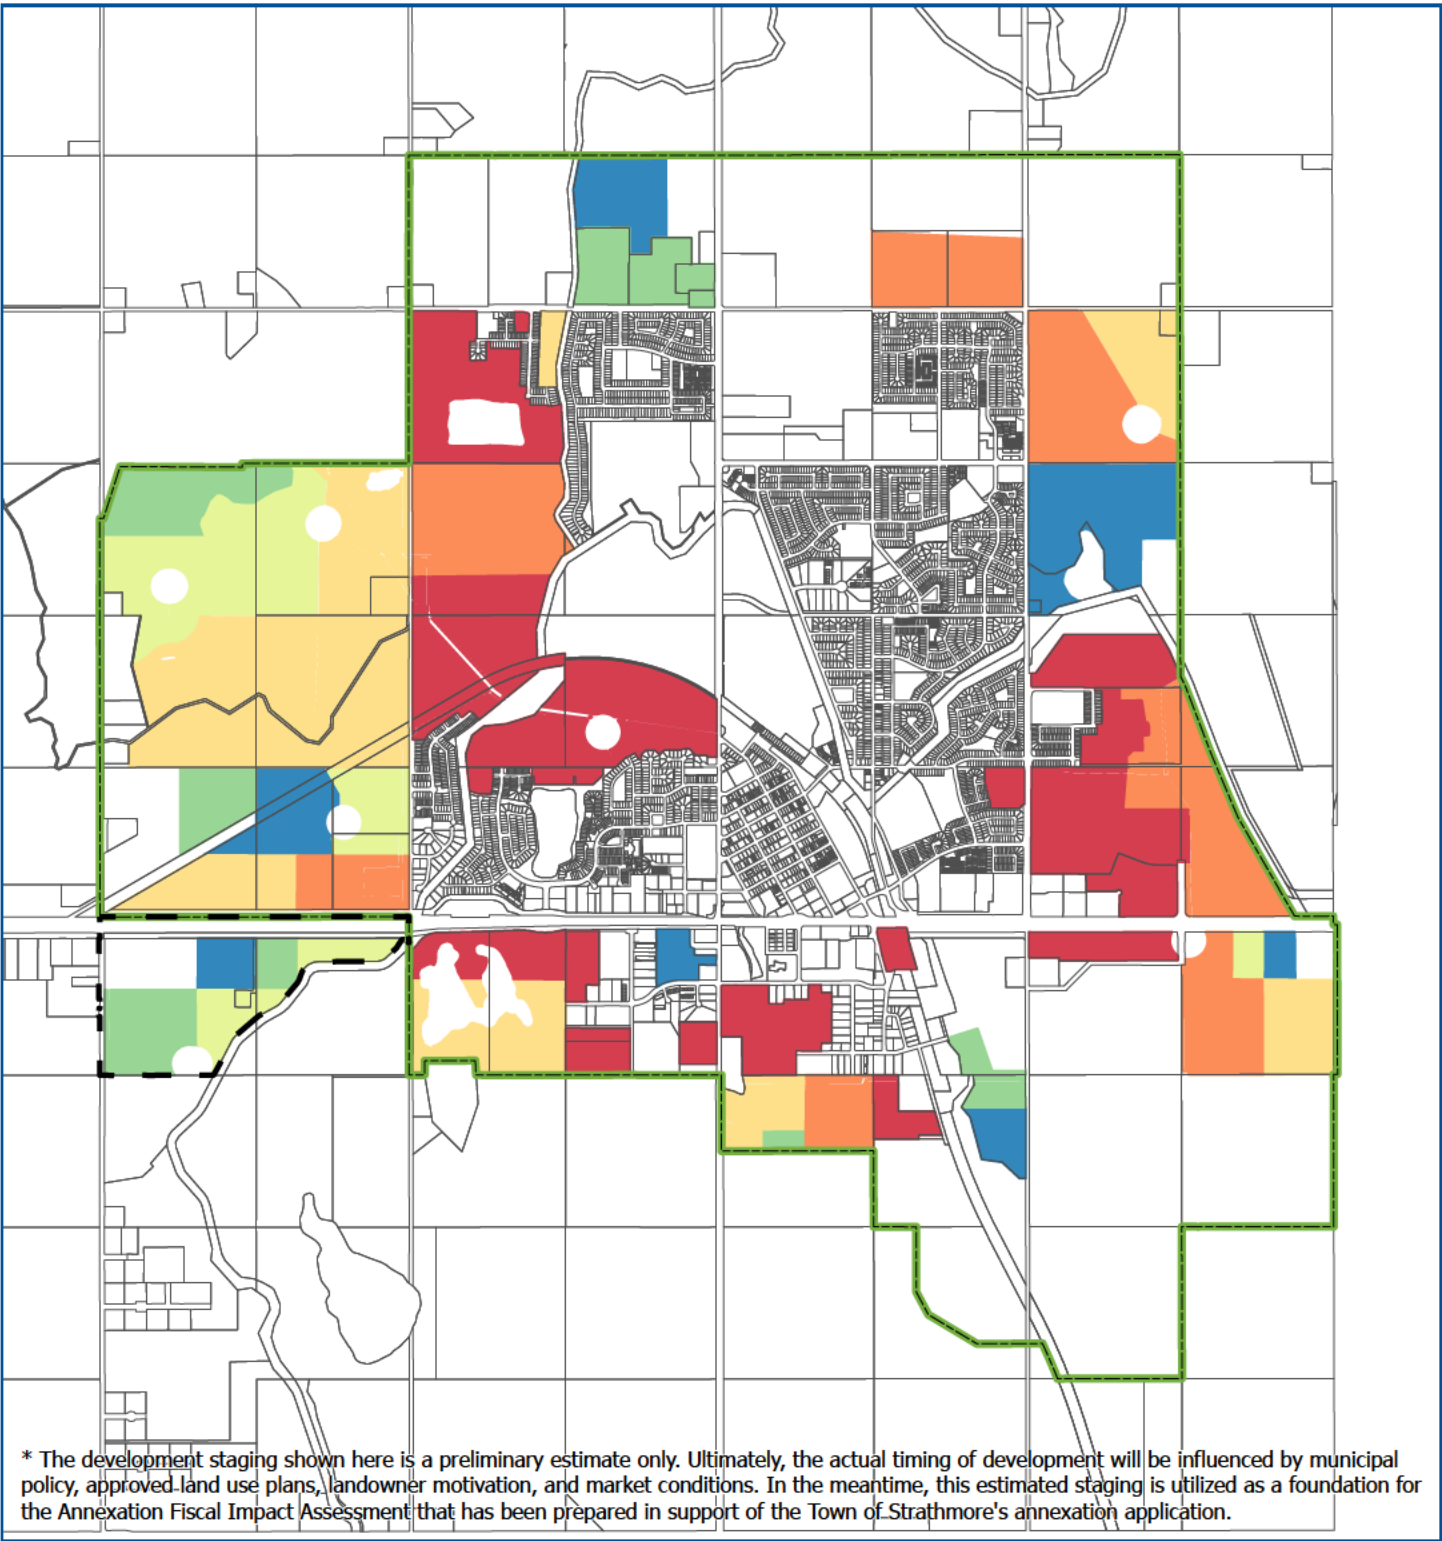 * The development staging shown here is a preliminary estimate only. Ultimately, the actual timing of development will be influenced by municipal
policy, approved land use plans, landowner motivation, and market conditions. In the meantime, this estimated staging is utilized as a foundation for
the Annexation Fiscal Impact Assessment that has been prepared in support of the Town of Strathmore's annexation application.